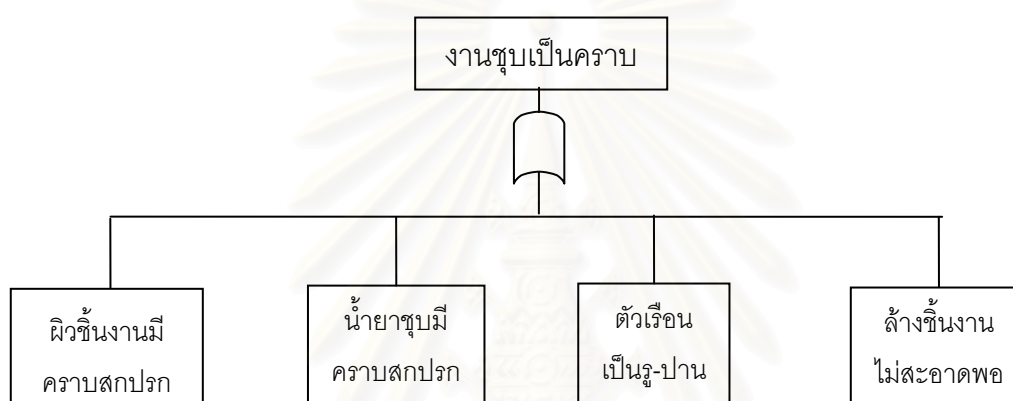 งานชุบเป็นคราบ
ผิวชิ้นงานมี
คราบสกปรก
น้ำยาชุบมี
คราบสกปรก
ตัวเรือน
เป็นรู-ปาน
ล้างชิ้นงาน
ไม่สะอาดพอ